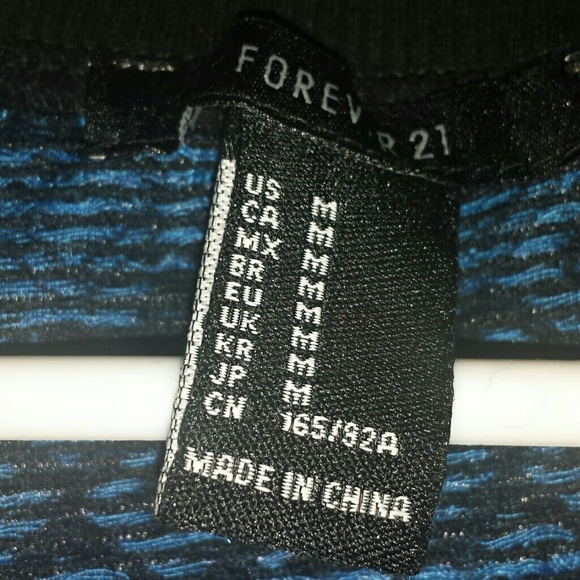 FOREVER 21
US M
CA M
MX M
BR M
EU M
UK M
KR M
JP M
CN 165/92A
MADE IN CHINA